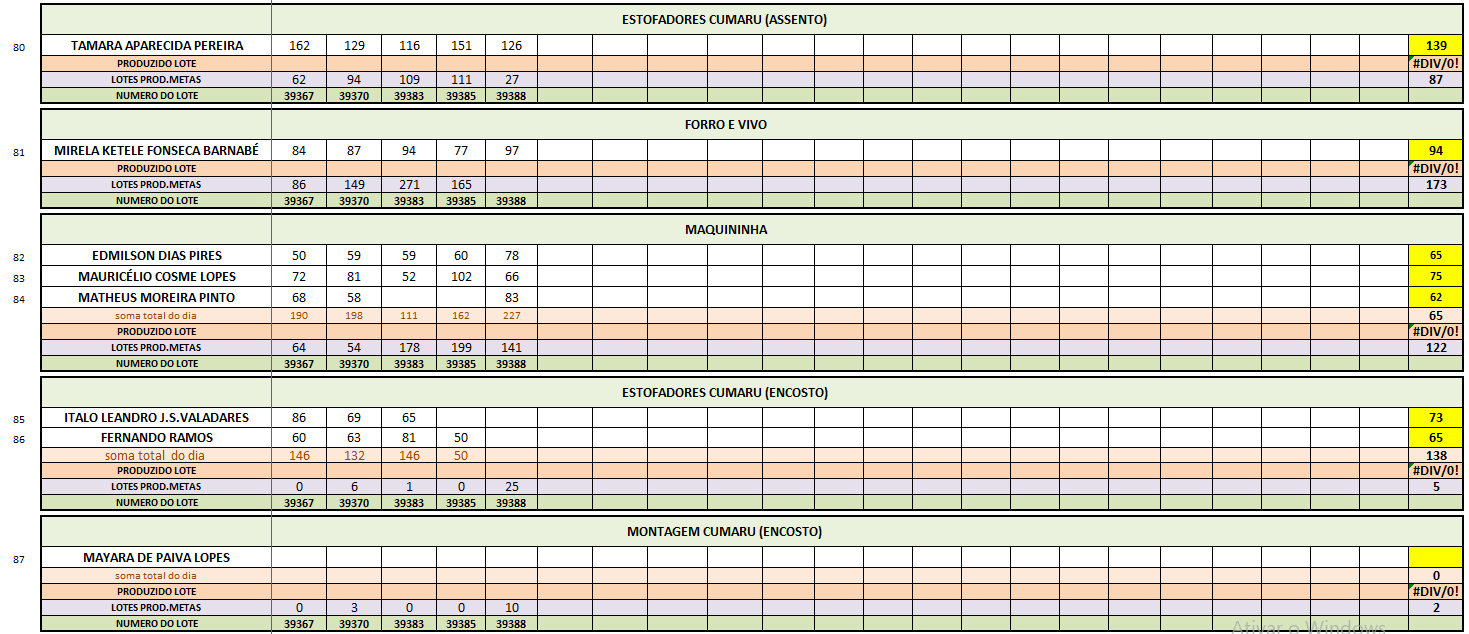 ESTOFADORES CUMARU (ASSENTO)
80 TAMARA APARECIDA PEREIRA 162 129 116 151 126 139
PRODUZIDO LOTE #DIV/0!
LOTES PROD.METAS 62 94 109 111 27 87
NUMERO DO LOTE 39367 39370 39383 39385 39388
FORRO E VIVO
81 MIRELA KETELE FONSECA BARNABÉ 84 87 94 77 97 94
PRODUZIDO LOTE #DIV/0!
LOTES PROD.METAS 86 149 271 165 173
NUMERO DO LOTE 39367 39370 39383 39385 39388
MAQUININHA
82 EDMILSON DIAS PIRES 50 59 59 60 78 65
83 MAURICÉLIO COSME LOPES 72 81 52 102 66 75
84 MATHEUS MOREIRA PINTO 68 58 83 62
soma total do dia 190 198 111 162 227 65
PRODUZIDO LOTE #DIV/0!
LOTES PROD.METAS 64 54 178 199 141 122
NUMERO DO LOTE 39367 39370 39383 39385 39388
ESTOFADORES CUMARU (ENCOSTO)
85 ITALO LEANDRO J.S.VALADARES 86 69 65 73
86 FERNANDO RAMOS 60 63 81 50 65
soma total do dia 146 132 146 50 138
PRODUZIDO LOTE #DIV/0!
LOTES PROD.METAS 0 6 1 0 25 5
NUMERO DO LOTE 39367 39370 39383 39385 39388
MONTAGEM CUMARU (ENCOSTO)
87 MAYARA DE PAIVA LOPES
soma total do dia 0
PRODUZIDO LOTE #DIV/0!
LOTES PROD.METAS 0 3 0 0 10 2
NUMERO DO LOTE 39367 39370 39383 39385 39388
Ativar o Windows